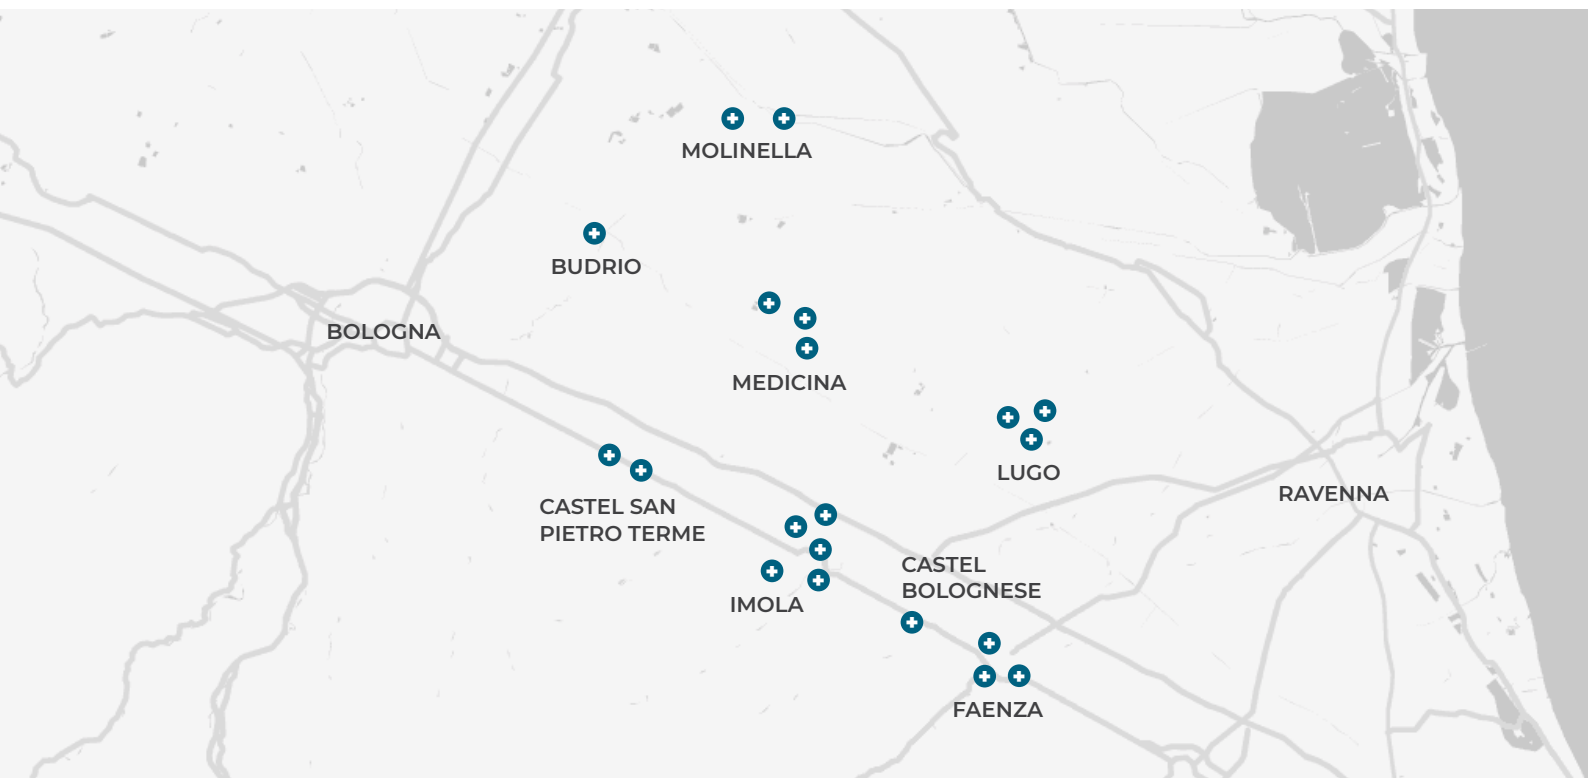 MOLINELLA
BUDRIO
BOLOGNA
MEDICINA
LUGO
RAVENNA
CASTEL SAN
PIETRO TERME
CASTEL
BOLOGNESE
IMOLA
FAENZA